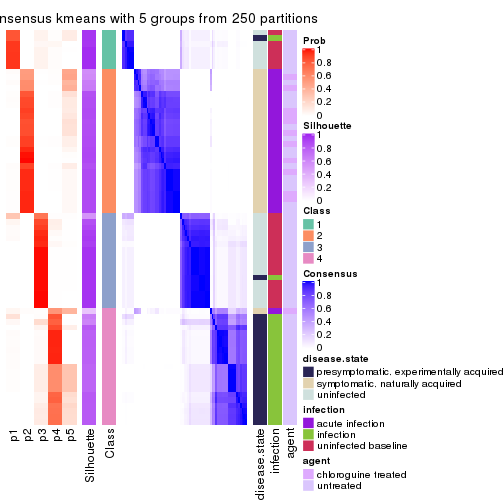 nsensus kmeans with 5 groups from 250 partitions
Prob
1
0.8
0.6
0.4
0.2
0
Silhouette
1
0.8
0.6
0.4
0.2
0
Class
1
2
3
4
Consensus
1
0.8
0.6
0.4
0.2
0
disease.state
presymptomatic. experimentally acquired
symptomatic. naturally acquired
uninfected
infection
acute infection
infection
uninfected baseline
agent
chloroguine treated
untreated
p1
p2
p3
p4
p5
Silhouette
Class
disease.state
infection
agent